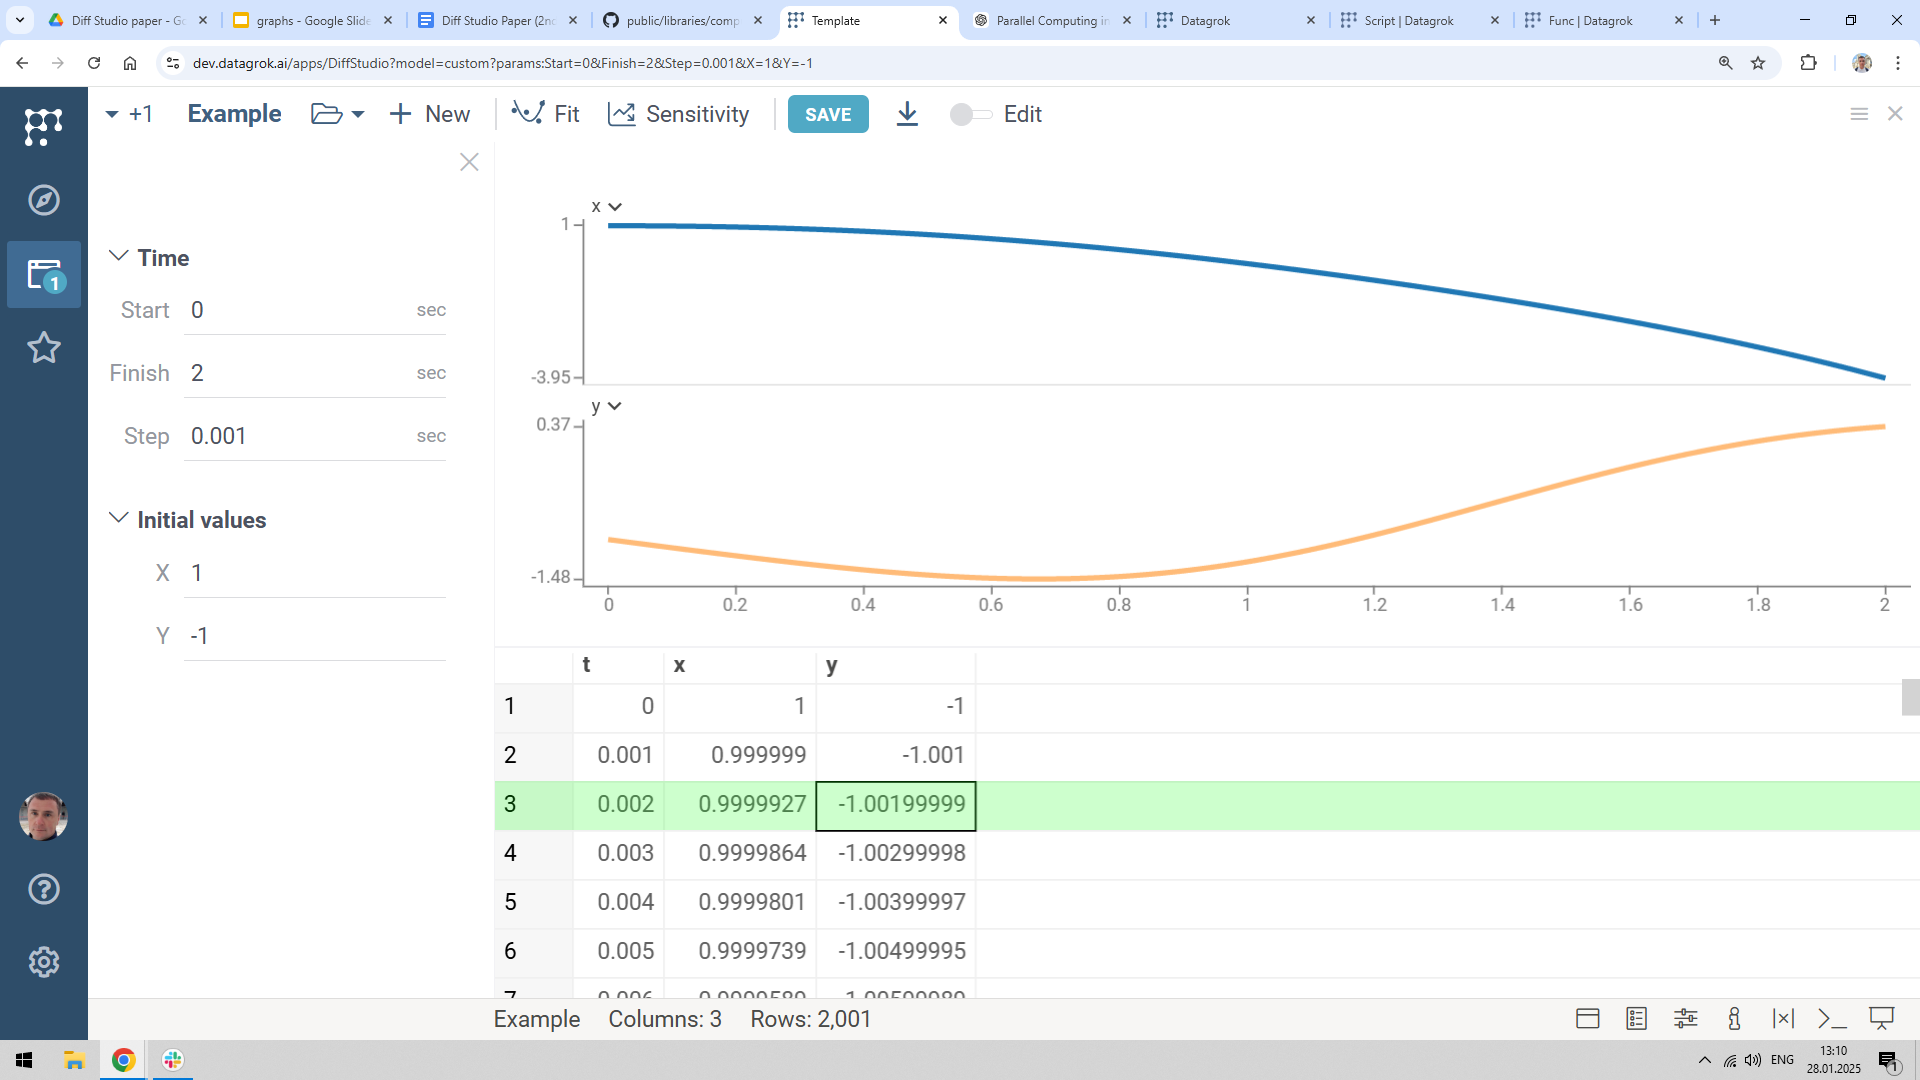 Diff Studio paper - Go
graphs - Google Slide
Diff Studio Paper (2nd
public/libraries/comp
Template
Parallel Computing in
Datagrok
Script | Datagrok
Func | Datagrok
dev.datagrok.ai/apps/DiffStudio?model=custom?params:Start=0&Finish=2&Step=0.001&X=1&Y=-1
+1 Example New Fit Sensitivity SAVE Edit
1
Time
Start 0 sec
Finish 2 sec
Step 0.001 sec
Initial values
X 1
Y -1
x
1
-3.95
y
0.37
-1.48
0 0.2 0.4 0.6 0.8 1 1.2 1.4 1.6 1.8 2
t x y
1 0 1 -1
2 0.001 0.999999 -1.001
3 0.002 0.9999927 -1.00199999
4 0.003 0.9999864 -1.00299998
5 0.004 0.9999801 -1.00399997
6 0.005 0.9999739 -1.00499995
Example Columns: 3 Rows: 2,001
ENG
13:10
28.01.2025
1